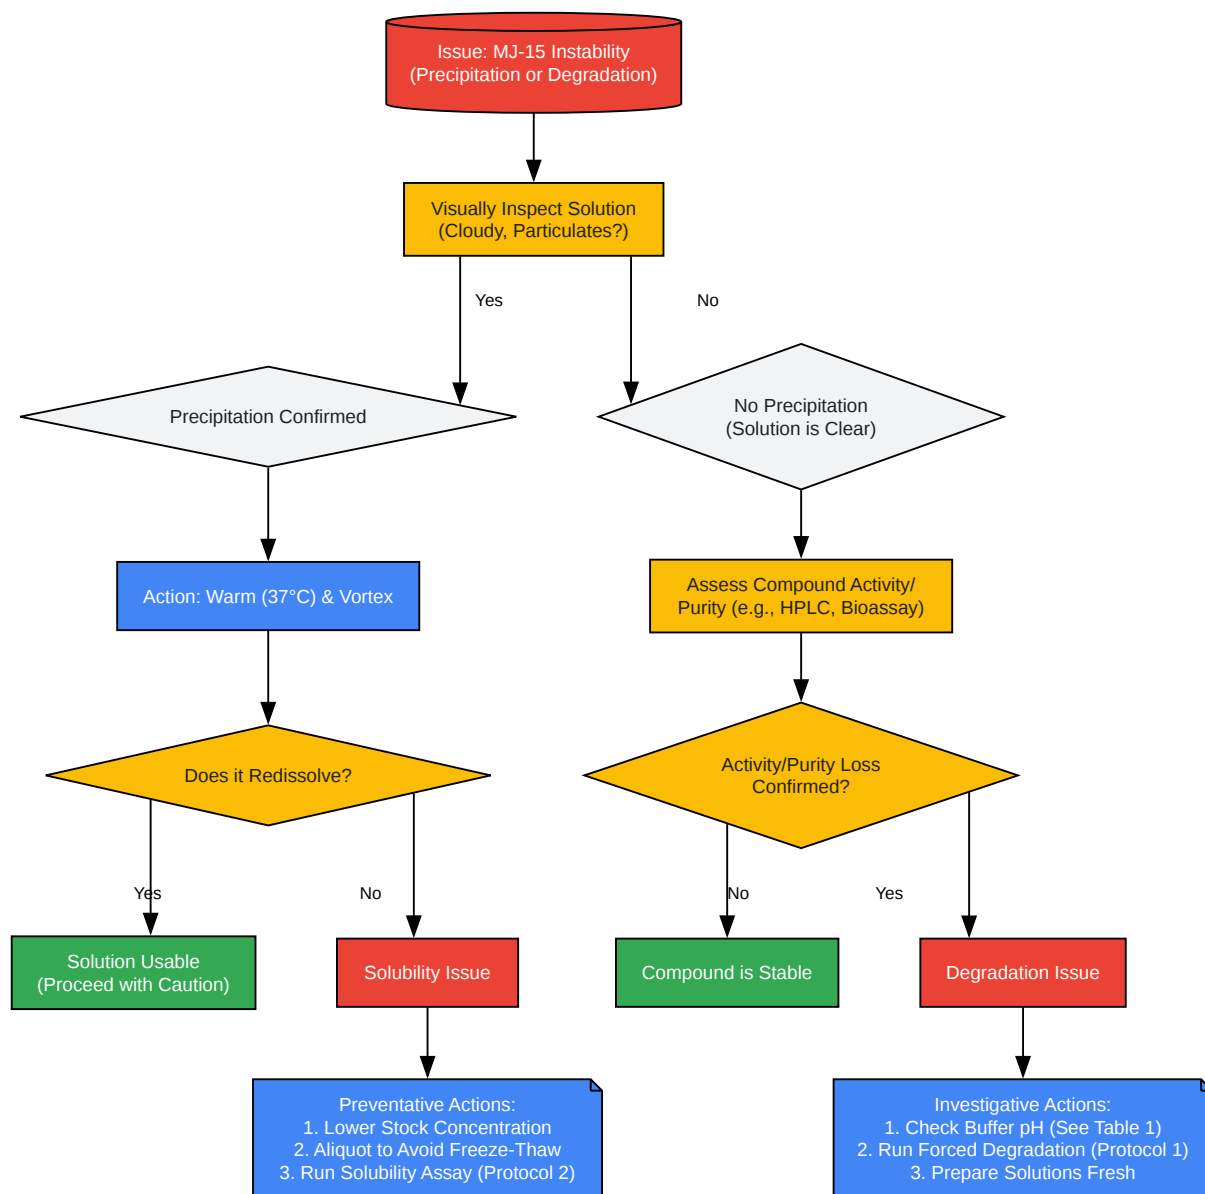 Issue: MJ-15 Instability
(Precipitation or Degradation)
Visually Inspect Solution
(Cloudy, Particulates?)
Yes
No
Precipitation Confirmed
No Precipitation
(Solution is Clear)
Action: Warm (37°C) & Vortex
Assess Compound Activity/
Purity (e.g., HPLC, Bioassay)
Does it Redissolve?
Activity/Purity Loss
Confirmed?
Yes
No
No
Yes
Solution Usable
(Proceed with Caution)
Solubility Issue
Compound is Stable
Degradation Issue
Preventative Actions:
1. Lower Stock Concentration
2. Aliquot to Avoid Freeze-Thaw
3. Run Solubility Assay (Protocol 2)
Investigative Actions:
1. Check Buffer pH (See Table 1)
2. Run Forced Degradation (Protocol 1)
3. Prepare Solutions Fresh